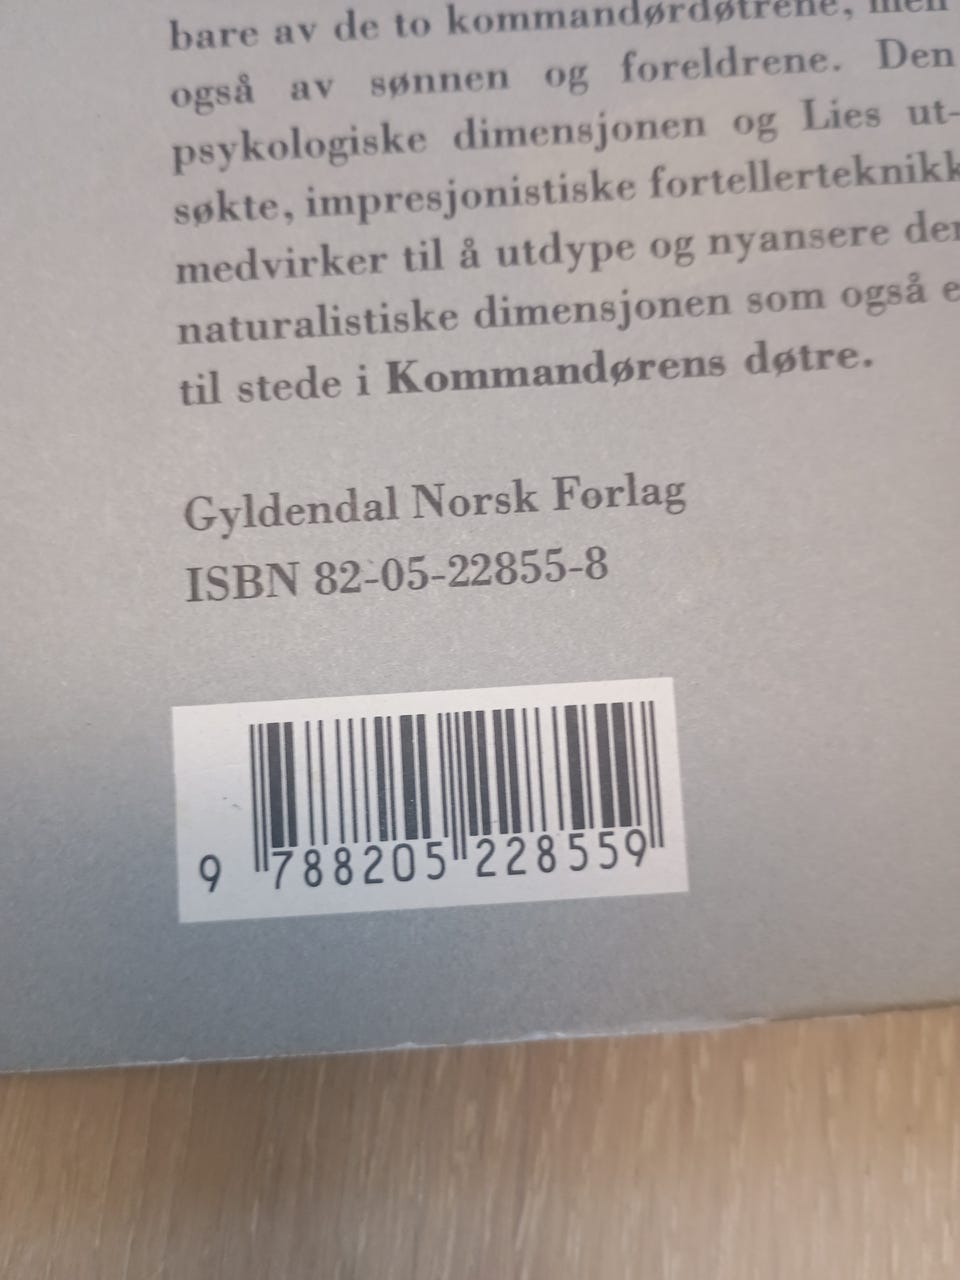 bare av de to kommandørdøtrene, men
også av sønnen og foreldrene. Den
psykologiske dimensjonen og Lies ut-
søkte, impresjonistiske fortellerteknikk
medvirker til å utdype og nyansere den
naturalistiske dimensjonen som også e
til stede i Kommandørens døtre.
Gyldendal Norsk Forlag
ISBN 82-05-22855-8
9 788205 228559